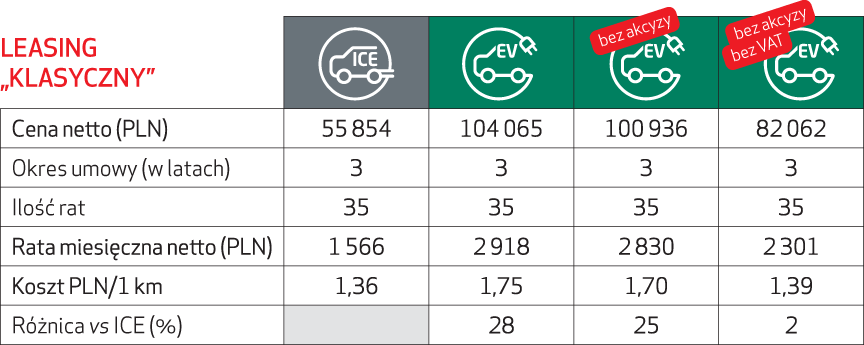 LEASING
„KLASYCZNY”
ICE
EV
bez akcyzy
EV
bez akcyzy
bez VAT
EV
Cena netto (PLN) 55 854 104 065 100 936 82 062
Okres umowy (w latach) 3 3 3 3
Ilość rat 35 35 35 35
Rata miesięczna netto (PLN) 1 566 2 918 2 830 2 301
Koszt PLN/1 km 1,36 1,75 1,70 1,39
Różnica vs ICE (%) 28 25 2